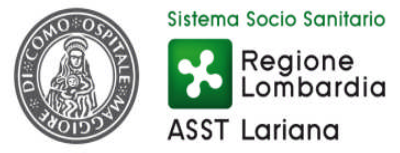 DI COMO OSPITALE MAGGIORE
Sistema Socio Sanitario
Regione
Lombardia
ASST Lariana